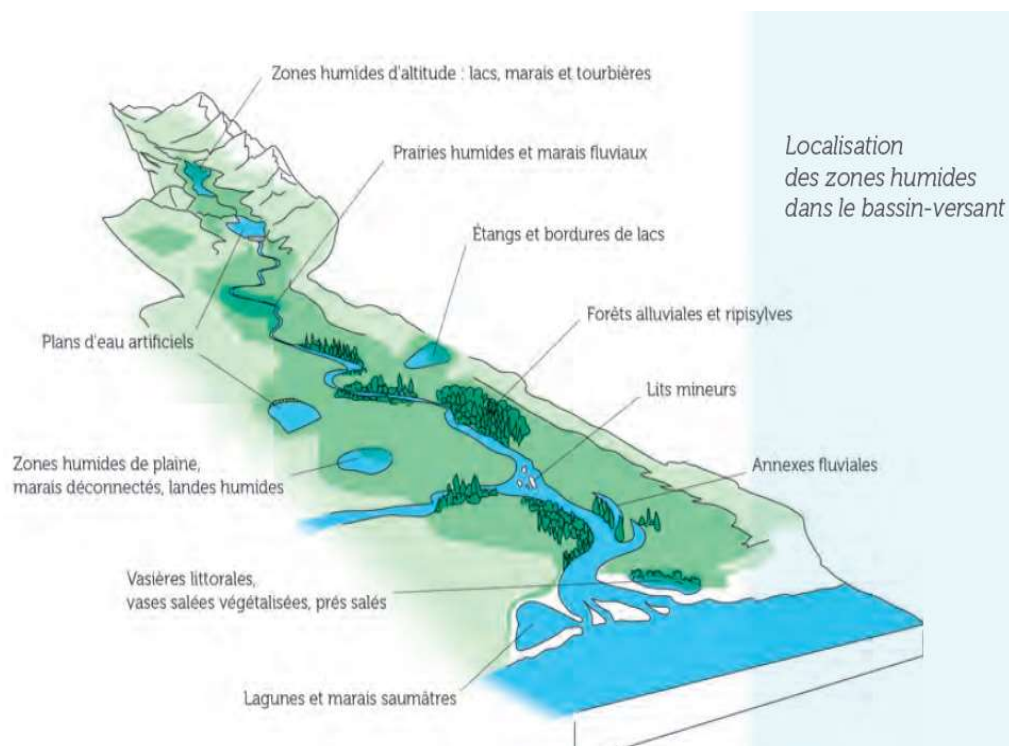 Zones humides d'altitude : lacs, marais et tourbières
Prairies humides et marais fluviaux
Localisation
des zones humides
dans le bassin-versant
Étangs et bordures de lacs
Forêts alluviales et ripisylves
Plans d'eau artificiels
Lits mineurs
Zones humides de plaine,
marais déconnectés, landes humides
Annexes fluviales
Vasières littorales,
vases salées végétalisées, prés salés
Lagunes et marais saumâtres